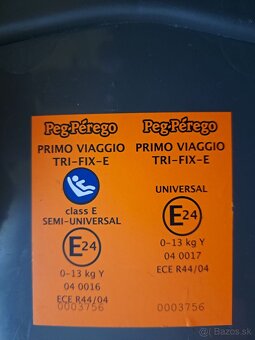 Peg-Pérego
PRIMO VIAGGIO
TRI-FIX-E
class E
SEMI-UNIVERSAL
E24
0-13 kg Y
04 0016
ECE R44/04
0003756
Peg-Pérego
PRIMO VIAGGIO
TRI-FIX-E
UNIVERSAL
E24
0-13 kg Y
04 0017
ECE R44/04
0003756
Bazos.sk